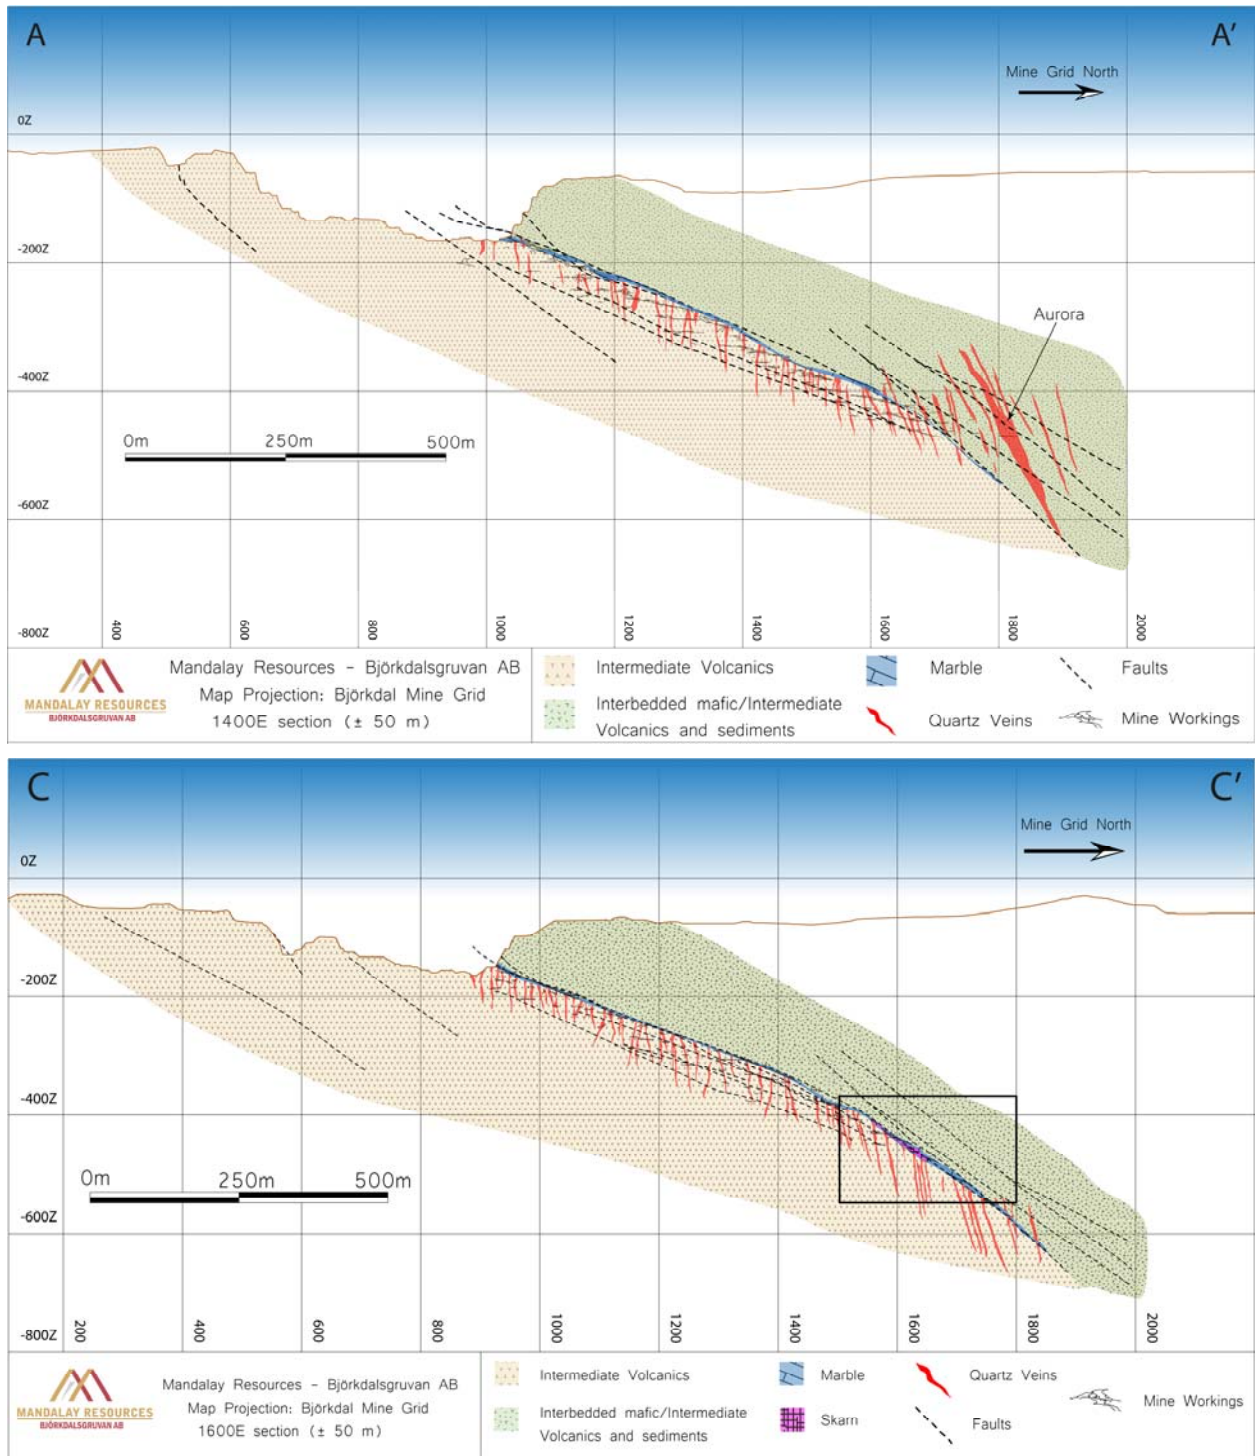 A
A'
Mine Grid North
0Z
-200Z
Aurora
-400Z
0m 250m 500m
-600Z
-800Z
400 600 800 1000 1200 1400 1600 1800 2000
MANDALAY RESOURCES
BJÖRKDALSGRUVAN AB
Mandalay Resources – Björkdalsgruvan AB
Map Projection: Björkdal Mine Grid
1400E section (± 50 m)
Intermediate Volcanics
Interbedded mafic/Intermediate
Volcanics and sediments
Marble
Quartz Veins
Faults
Mine Workings
C
C'
Mine Grid North
0Z
-200Z
-400Z
0m 250m 500m
-600Z
-800Z
200 400 600 800 1000 1200 1400 1600 1800 2000
MANDALAY RESOURCES
BJÖRKDALSGRUVAN AB
Mandalay Resources – Björkdalsgruvan AB
Map Projection: Björkdal Mine Grid
1600E section (± 50 m)
Intermediate Volcanics
Interbedded mafic/Intermediate
Volcanics and sediments
Marble
Skarn
Quartz Veins
Faults
Mine Workings